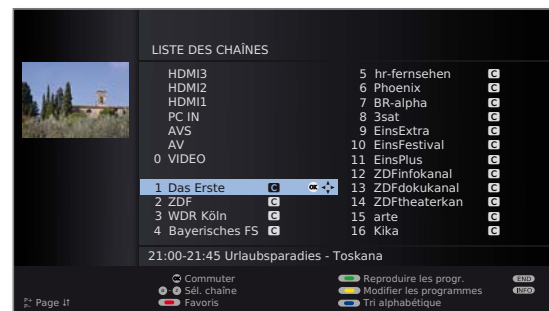 LISTE DES CHAÎNES
HDMI3
HDMI2
HDMI1
PC IN
AVS
AV
0 VIDEO
1 Das Erste C OK
2 ZDF C
3 WDR Köln C
4 Bayerisches FS C
5 hr-fernsehen C
6 Phoenix C
7 BR-alpha C
8 3sat C
9 EinsExtra C
10 EinsFestival C
11 EinsPlus C
12 ZDFinfokanal C
13 ZDFdokukanal C
14 ZDFtheaterkan C
15 arte C
16 Kika C
21:00-21:45 Urlaubsparadies - Toskana
OK Commuter
Sél. chaîne
Favoris
Reproduire les progr. END
Modifier les programmes INFO
Tri alphabétique
P+ P- Page